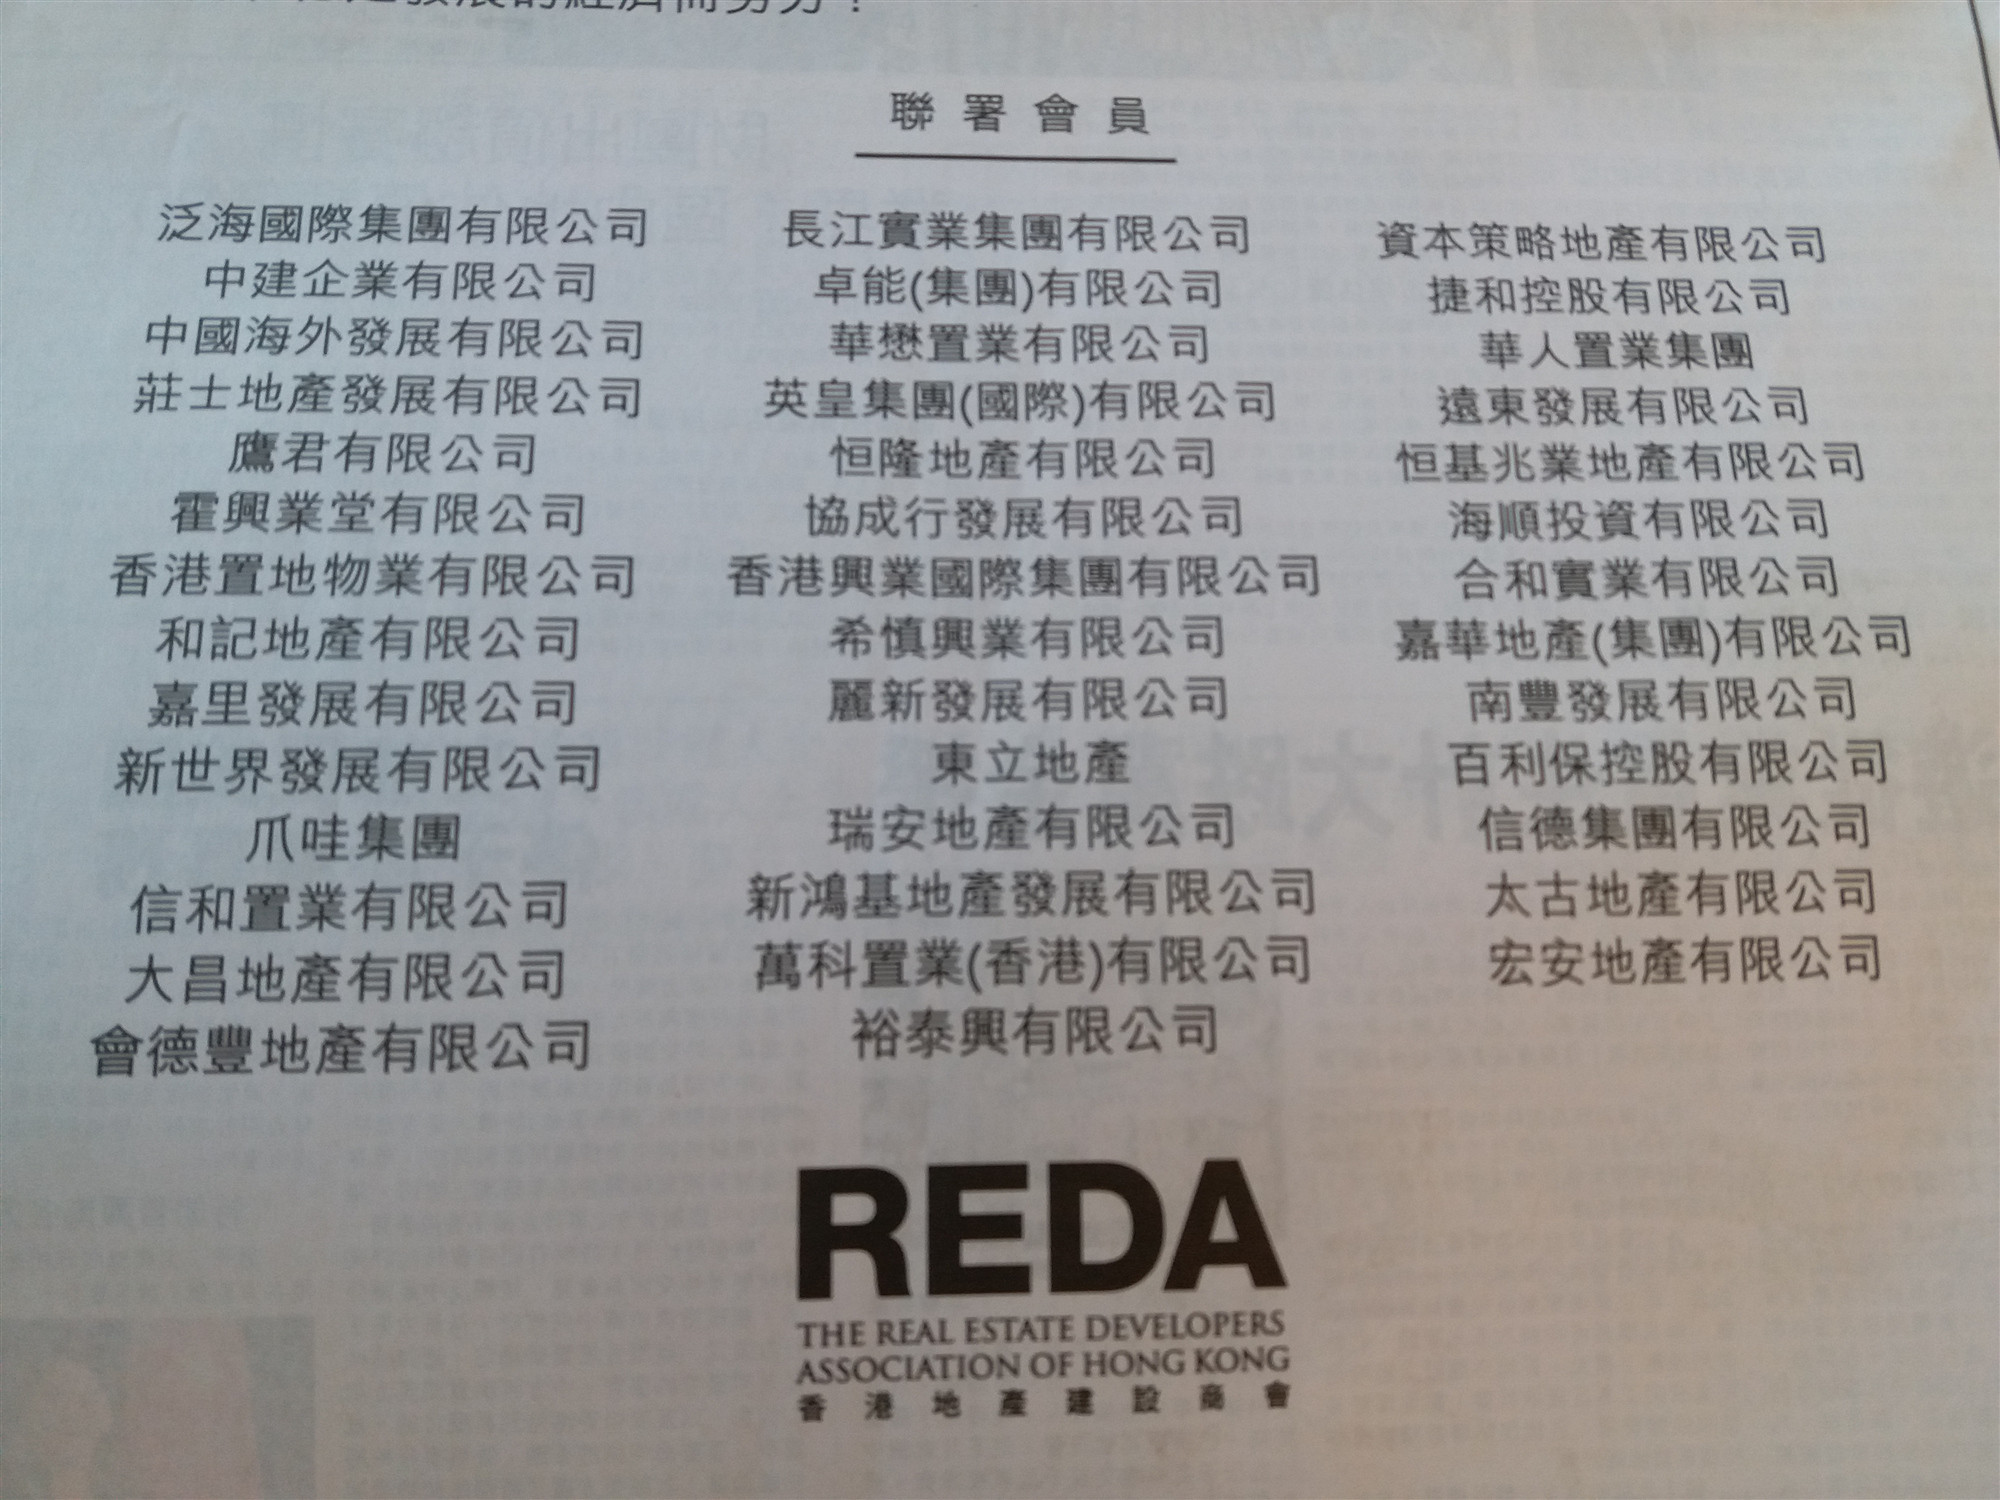 發展的經濟而努力！
聯署會員
泛海國際集團有限公司 長江實業集團有限公司 資本策略地產有限公司
中建企業有限公司 卓能(集團)有限公司 捷和控股有限公司
中國海外發展有限公司 華懋置業有限公司 華人置業集團
莊士地產發展有限公司 英皇集團(國際)有限公司 遠東發展有限公司
鷹君有限公司 恒隆地產有限公司 恒基兆業地產有限公司
霍興業堂有限公司 協成行發展有限公司 海順投資有限公司
香港置地物業有限公司 香港興業國際集團有限公司 合和實業有限公司
和記地產有限公司 希慎興業有限公司 嘉華地產(集團)有限公司
嘉里發展有限公司 麗新發展有限公司 南豐發展有限公司
新世界發展有限公司 東立地產 百利保控股有限公司
爪哇集團 瑞安地產有限公司 信德集團有限公司
信和置業有限公司 新鴻基地產發展有限公司 太古地產有限公司
大昌地產有限公司 萬科置業(香港)有限公司 宏安地產有限公司
會德豐地產有限公司 裕泰興有限公司
REDA
THE REAL ESTATE DEVELOPERS
ASSOCIATION OF HONG KONG
香港地產建設商會